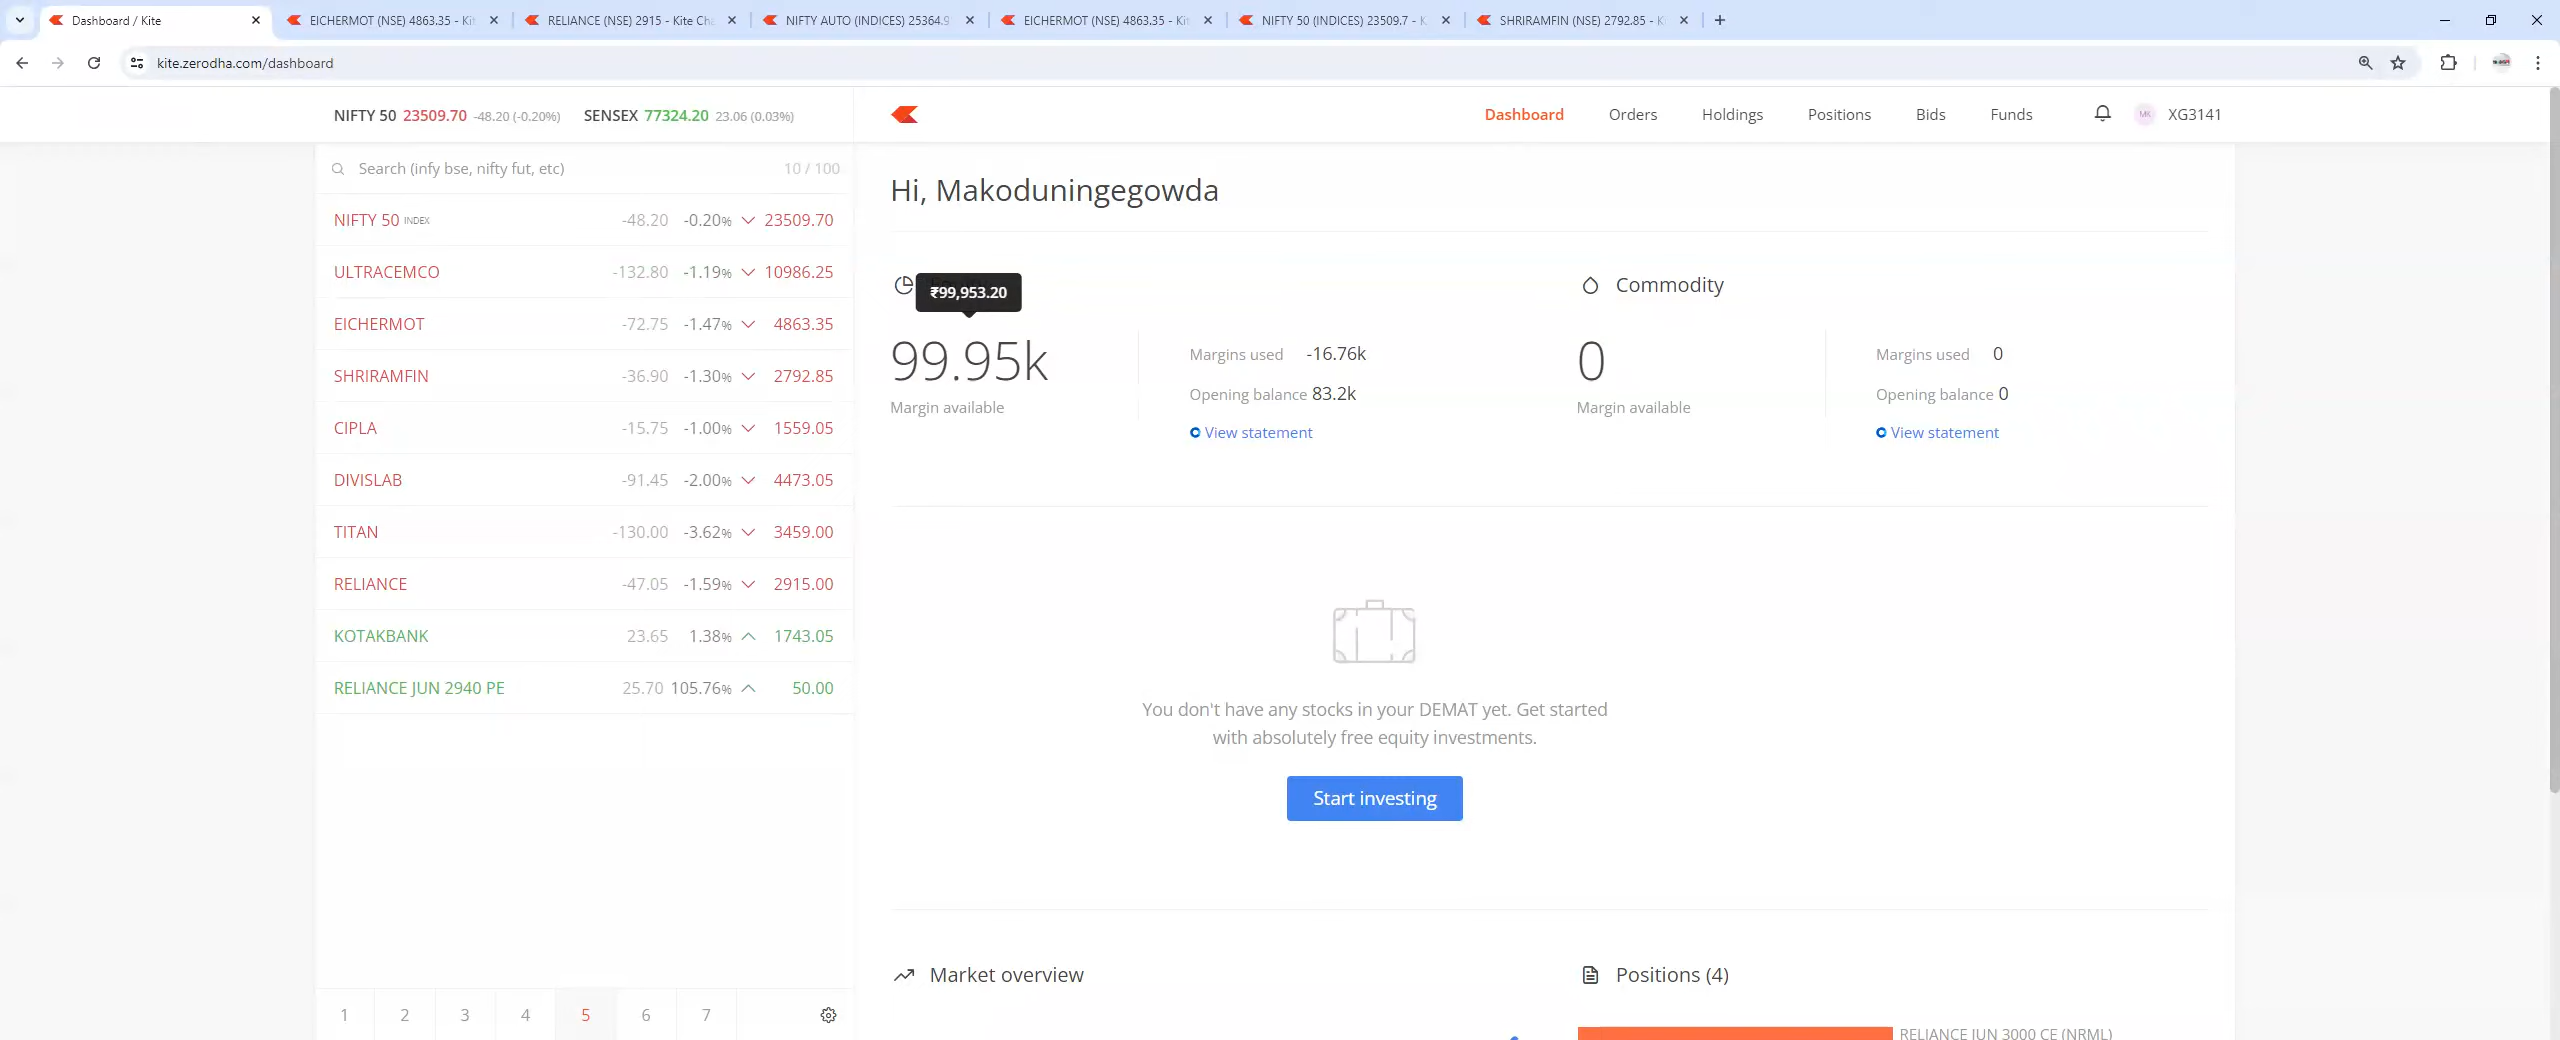 Dashboard / Kite
EICHERMOT (NSE) 4863.35 - Kit
RELIANCE (NSE) 2915 - Kite Cha
NIFTY AUTO (INDICES) 25364.9
EICHERMOT (NSE) 4863.35 - Kit
NIFTY 50 (INDICES) 23509.7 - K
SHRIRAMFIN (NSE) 2792.85 - K
kite.zerodha.com/dashboard
NIFTY 50 23509.70 -48.20 (-0.20%) SENSEX 77324.20 23.06 (0.03%)
Dashboard Orders Holdings Positions Bids Funds MK XG3141
Search (infy bse, nifty fut, etc) 10 / 100
NIFTY 50 INDEX -48.20 -0.20% 23509.70
ULTRACEMCO -132.80 -1.19% 10986.25
EICHERMOT -72.75 -1.47% 4863.35
SHRIRAMFIN -36.90 -1.30% 2792.85
CIPLA -15.75 -1.00% 1559.05
DIVISLAB -91.45 -2.00% 4473.05
TITAN -130.00 -3.62% 3459.00
RELIANCE -47.05 -1.59% 2915.00
KOTAKBANK 23.65 1.38% 1743.05
RELIANCE JUN 2940 PE 25.70 105.76% 50.00
1 2 3 4 5 6 7
Hi, Makoduningegowda
₹99,953.20
99.95k
Margin available
Margins used -16.76k
Opening balance 83.2k
View statement
Commodity
0
Margin available
Margins used 0
Opening balance 0
View statement
You don't have any stocks in your DEMAT yet. Get started
with absolutely free equity investments.
Start investing
Market overview
Positions (4)
RELIANCE JUN 3000 CE (NRML)